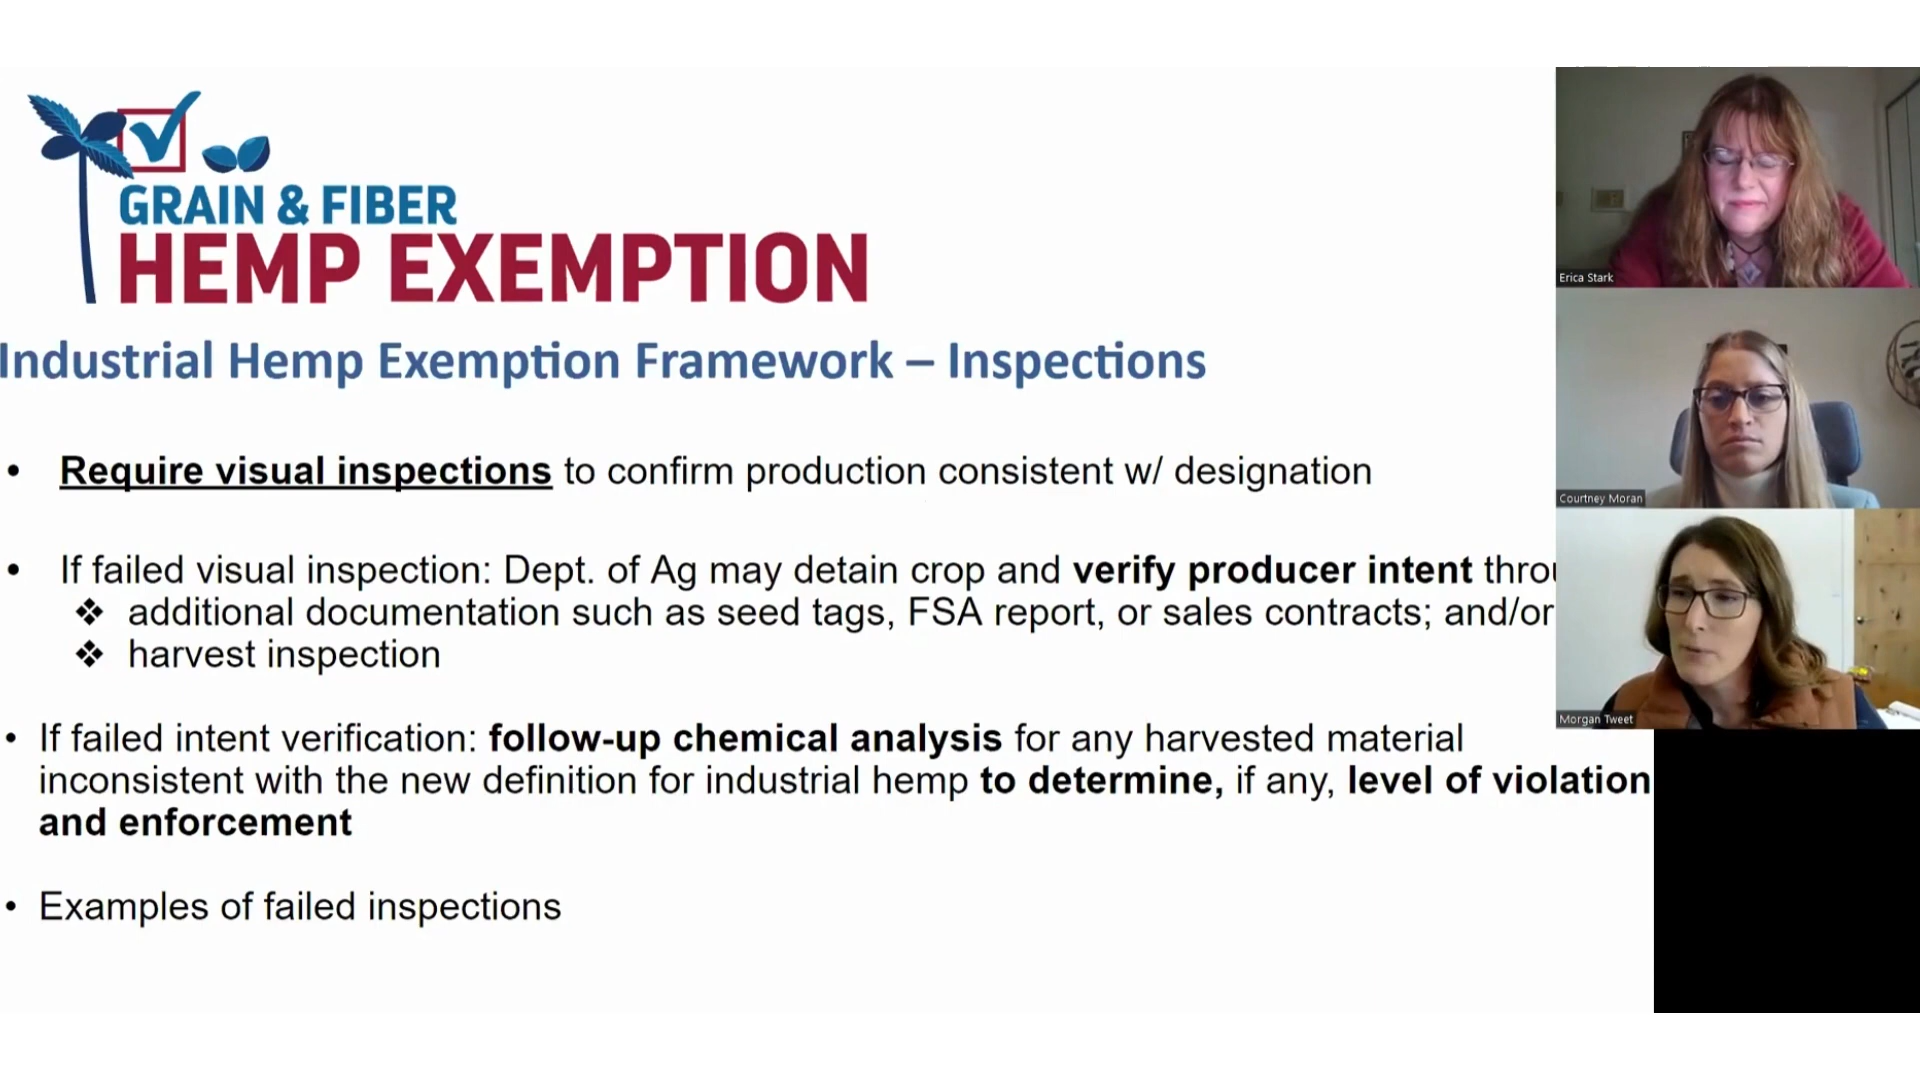 GRAIN & FIBER
HEMP EXEMPTION
Industrial Hemp Exemption Framework – Inspections
• Require visual inspections to confirm production consistent w/ designation
• If failed visual inspection: Dept. of Ag may detain crop and verify producer intent throu
❖ additional documentation such as seed tags, FSA report, or sales contracts; and/or
❖ harvest inspection
• If failed intent verification: follow-up chemical analysis for any harvested material
inconsistent with the new definition for industrial hemp to determine, if any, level of violation
and enforcement
• Examples of failed inspections
Erica Stark
Courtney Moran
Morgan Tweet